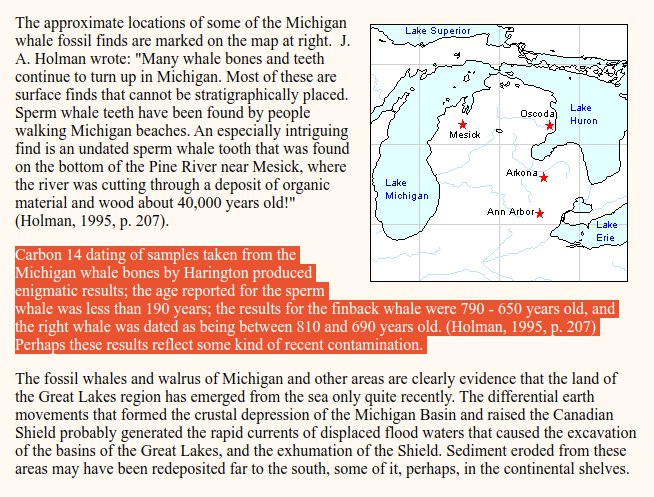 The approximate locations of some of the Michigan
whale fossil finds are marked on the map at right.  J.
A. Holman wrote: "Many whale bones and teeth
continue to turn up in Michigan. Most of these are
surface finds that cannot be stratigraphically placed.
Sperm whale teeth have been found by people
walking Michigan beaches. An especially intriguing
find is an undated sperm whale tooth that was found
on the bottom of the Pine River near Mesick, where
the river was cutting through a deposit of organic
material and wood about 40,000 years old!"
(Holman, 1995, p. 207).
Lake Superior
Oscoda
Lake
Huron
Mesick
Arkona
Lake
Michigan
Ann Arbor
Lake
Erie
Carbon 14 dating of samples taken from the
Michigan whale bones by Harington produced
enigmatic results; the age reported for the sperm
whale was less than 190 years; the results for the finback whale were 790 - 650 years old, and
the right whale was dated as being between 810 and 690 years old. (Holman, 1995, p. 207)
Perhaps these results reflect some kind of recent contamination.
The fossil whales and walrus of Michigan and other areas are clearly evidence that the land of
the Great Lakes region has emerged from the sea only quite recently. The differential earth
movements that formed the crustal depression of the Michigan Basin and raised the Canadian
Shield probably generated the rapid currents of displaced flood waters that caused the excavation
of the basins of the Great Lakes, and the exhumation of the Shield. Sediment eroded from these
areas may have been redeposited far to the south, some of it, perhaps, in the continental shelves.